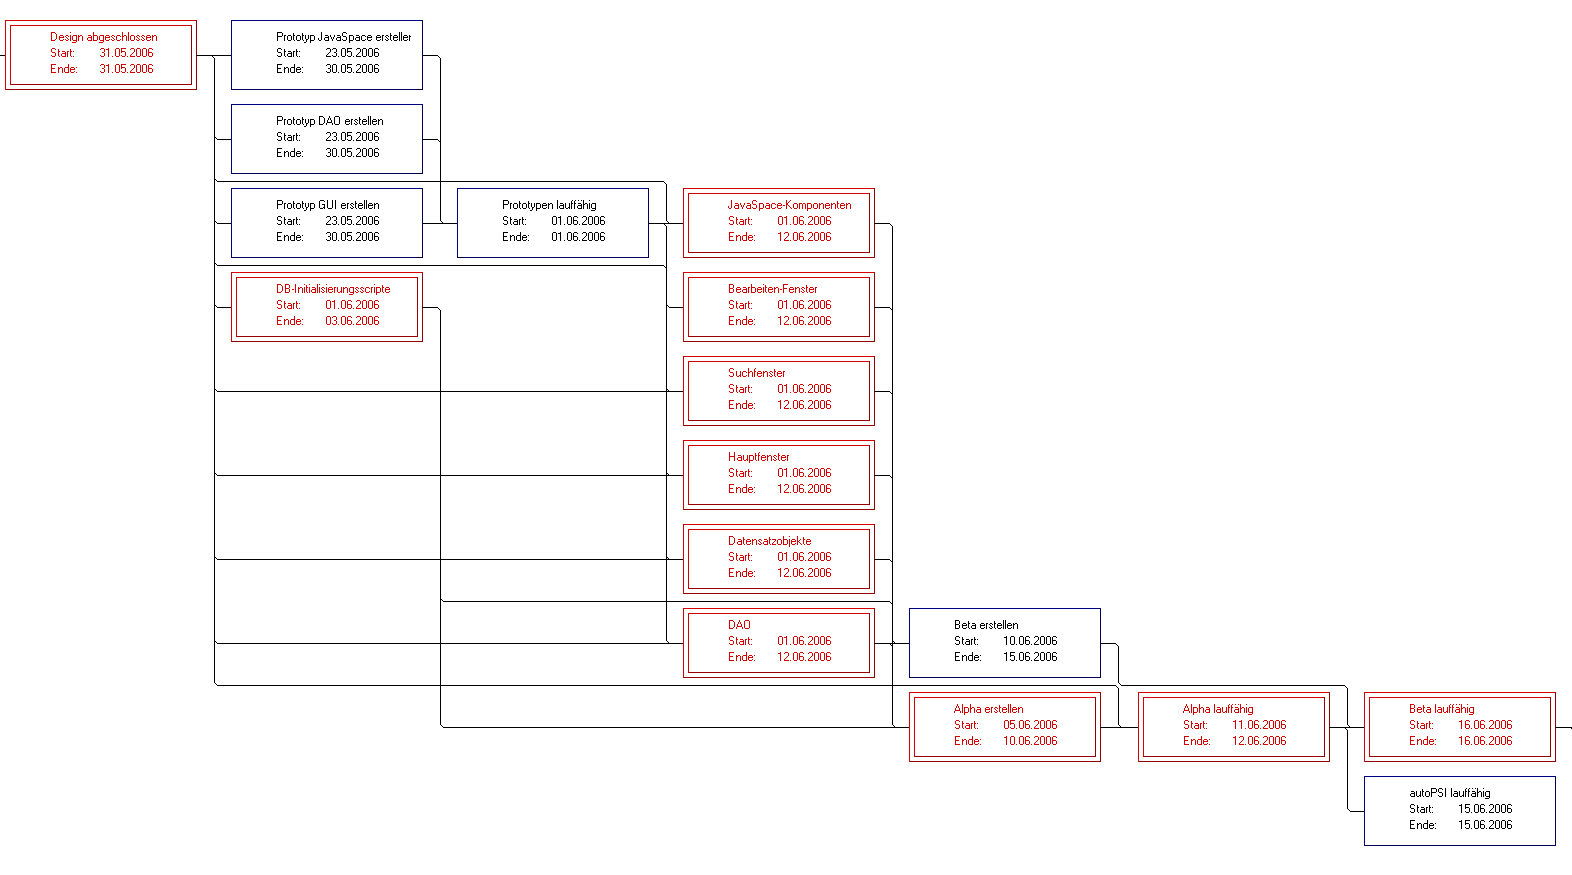 Design abgeschlossen
Start: 31.05.2006
Ende: 31.05.2006
Prototyp JavaSpace ersteller
Start: 23.05.2006
Ende: 30.05.2006
Prototyp DAO erstellen
Start: 23.05.2006
Ende: 30.05.2006
Prototyp GUI erstellen
Start: 23.05.2006
Ende: 30.05.2006
Prototypen lauffähig
Start: 01.06.2006
Ende: 01.06.2006
JavaSpace-Komponenten
Start: 01.06.2006
Ende: 12.06.2006
DB-Initialisierungsscripte
Start: 01.06.2006
Ende: 03.06.2006
Bearbeiten-Fenster
Start: 01.06.2006
Ende: 12.06.2006
Suchfenster
Start: 01.06.2006
Ende: 12.06.2006
Hauptfenster
Start: 01.06.2006
Ende: 12.06.2006
Datensatzobjekte
Start: 01.06.2006
Ende: 12.06.2006
DAO
Start: 01.06.2006
Ende: 12.06.2006
Beta erstellen
Start: 10.06.2006
Ende: 15.06.2006
Alpha erstellen
Start: 05.06.2006
Ende: 10.06.2006
Alpha lauffähig
Start: 11.06.2006
Ende: 12.06.2006
Beta lauffähig
Start: 16.06.2006
Ende: 16.06.2006
autoPSI lauffähig
Start: 15.06.2006
Ende: 15.06.2006